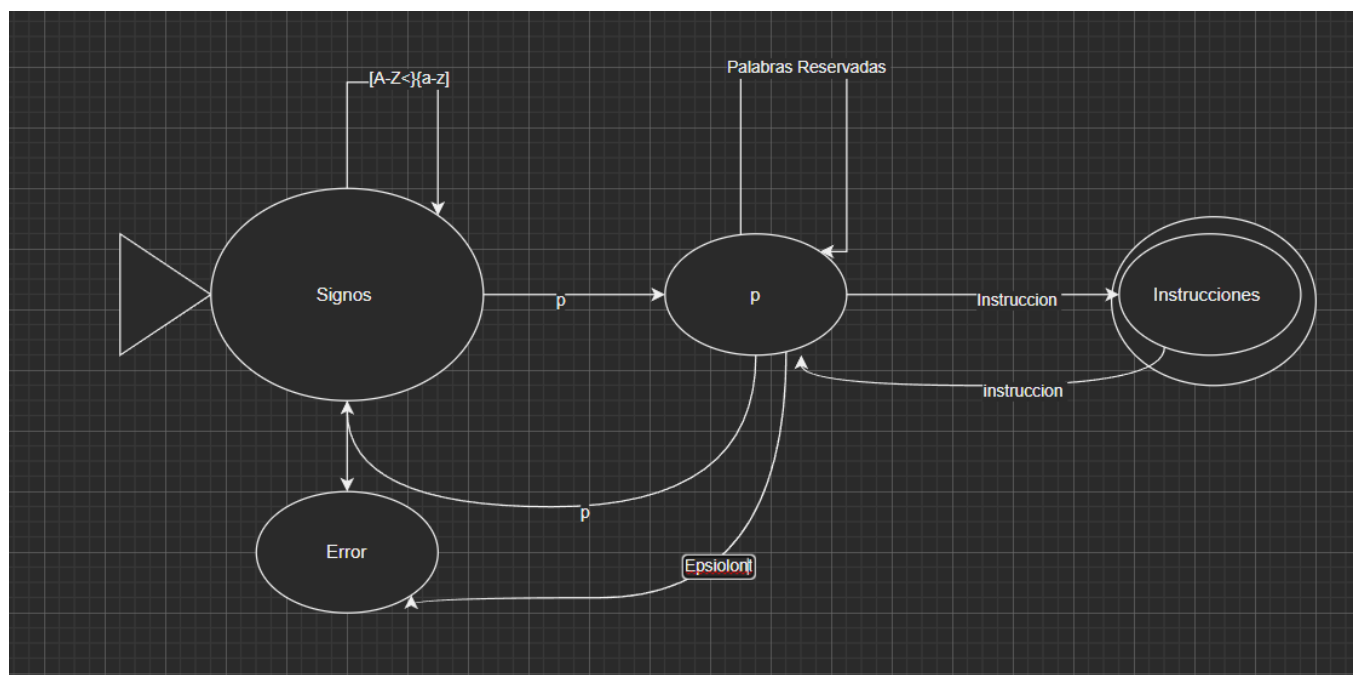 [A-Z<}{a-z]
Palabras Reservadas
Signos
p
p
Instruccion
Instrucciones
instruccion
p
Error
Epsiolont